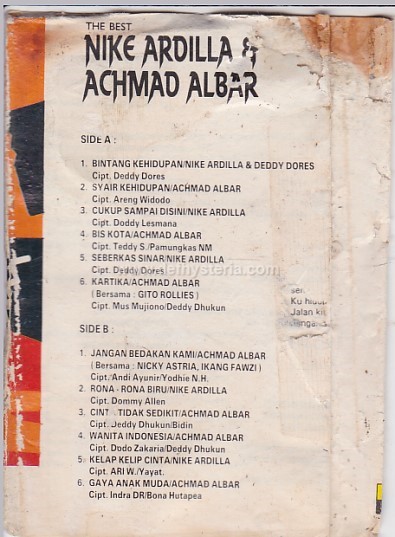 THE BEST
NIKE ARDILLA &
ACHMAD ALBAR
SIDE A :
1. BINTANG KEHIDUPAN/NIKE ARDILLA & DEDDY DORES
Cipt. Deddy Dores
2. SYAIR KEHIDUPAN/ACHMAD ALBAR
Cipt. Areng Widodo
3. CUKUP SAMPAI DISINI/NIKE ARDILLA
Cipt. Doddy Lesmana
4. BIS KOTA/ACHMAD ALBAR
Cipt. Teddy S./Pamungkas NM
5. SEBERKAS SINAR/NIKE ARDILLA
Cipt. Deddy Dores
6. KARTIKA/ACHMAD ALBAR
( Bersama : GITO ROLLIES )
Cipt. Mus Mujiono/Deddy Dhukun
Ku
Jalan
SIDE B :
1. JANGAN BEDAKAN KAMI/ACHMAD ALBAR
( Bersama : NICKY ASTRIA, IKANG FAWZI )
Cipt./Andi Ayunir/Yodhie N.H.
2. RONA - RONA BIRU/NIKE ARDILLA
Cipt. Dommy Allen
3. CINT TIDAK SEDIKIT/ACHMAD ALBAR
Cipt. Jeddy Dhukun/Bidin
4. WANITA INDONESIA/ACHMAD ALBAR
Cipt. Dodo Zakaria/Deddy Dhukun
5. KELAP KELIP CINTA/NIKE ARDILLA
Cipt. ARI W./Yayat.
6. GAYA ANAK MUDA/ACHMAD ALBAR
Cipt. Indra DR/Bona Hutapea